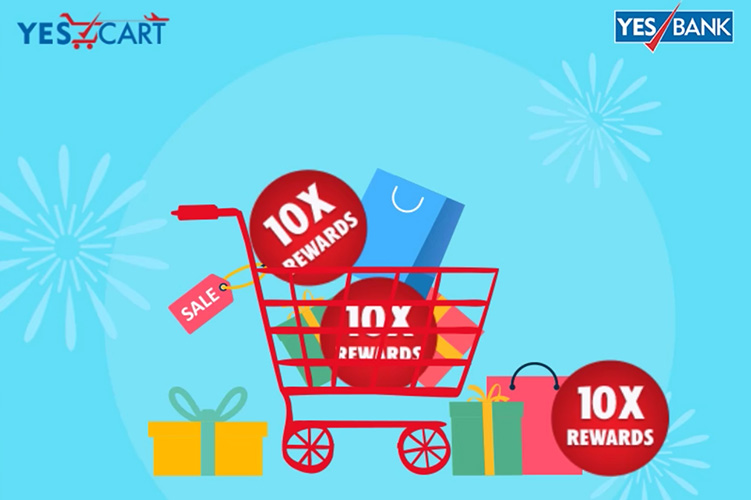 YES CART
YES BANK
10X
REWARDS
SALE
10X
REWARDS
10X
REWARDS